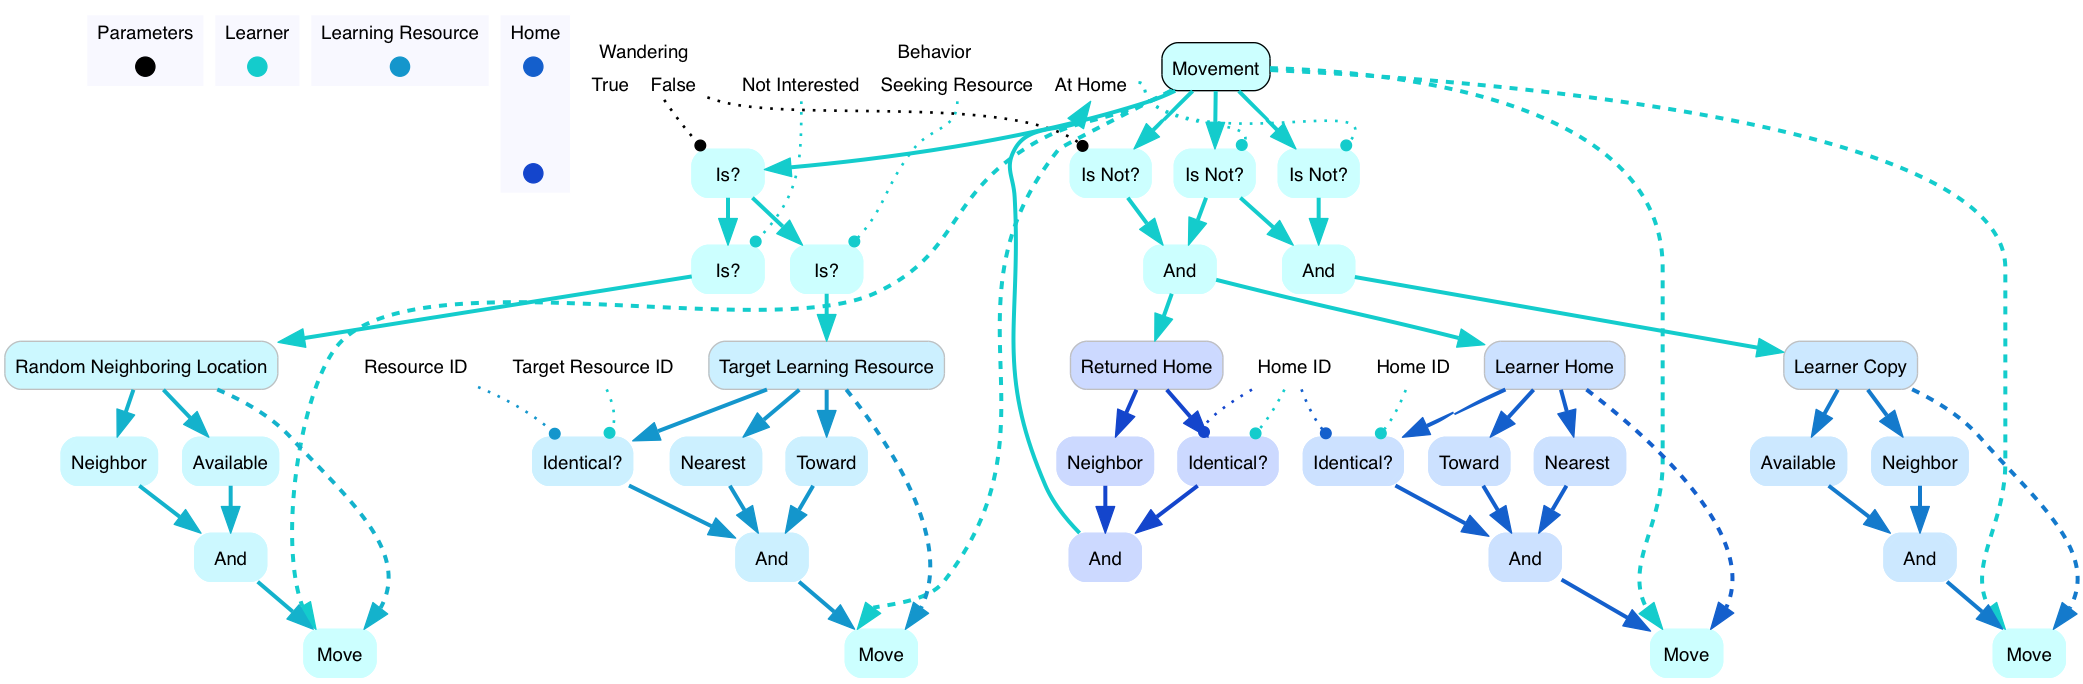 Parameters
Learner
Learning Resource
Home
Wandering
Behavior
Movement
True
False
Not Interested
Seeking Resource
At Home
Is?
Is Not?
Is Not?
Is Not?
Is?
Is?
And
And
Random Neighboring Location
Resource ID
Target Resource ID
Target Learning Resource
Returned Home
Home ID
Home ID
Learner Home
Learner Copy
Neighbor
Available
Identical?
Nearest
Toward
Neighbor
Identical?
Identical?
Toward
Nearest
Available
Neighbor
And
And
And
And
And
Move
Move
Move
Move